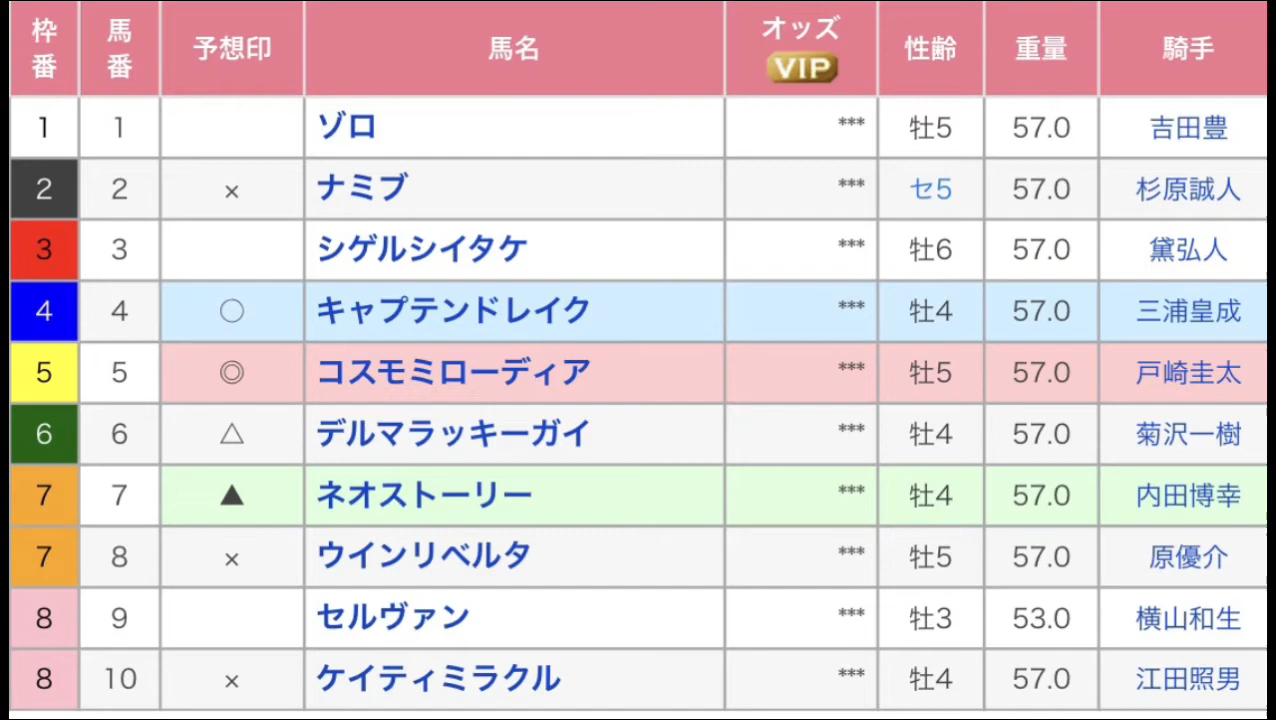 枠番 馬番 予想印 馬名 オッズ VIP 性齢 重量 騎手
1 1 ゾロ *** 牡5 57.0 吉田豊
2 2 × ナミブ *** セ5 57.0 杉原誠人
3 3 シゲルシイタケ *** 牡6 57.0 黛弘人
4 4 ○ キャプテンドレイク *** 牡4 57.0 三浦皇成
5 5 ◎ コスモミローディア *** 牡5 57.0 戸崎圭太
6 6 △ デルマラッキーガイ *** 牡4 57.0 菊沢一樹
7 7 ▲ ネオストーリー *** 牡4 57.0 内田博幸
7 8 × ウインリベルタ *** 牡5 57.0 原優介
8 9 セルヴァン *** 牡3 53.0 横山和生
8 10 × ケイティミラクル *** 牡4 57.0 江田照男